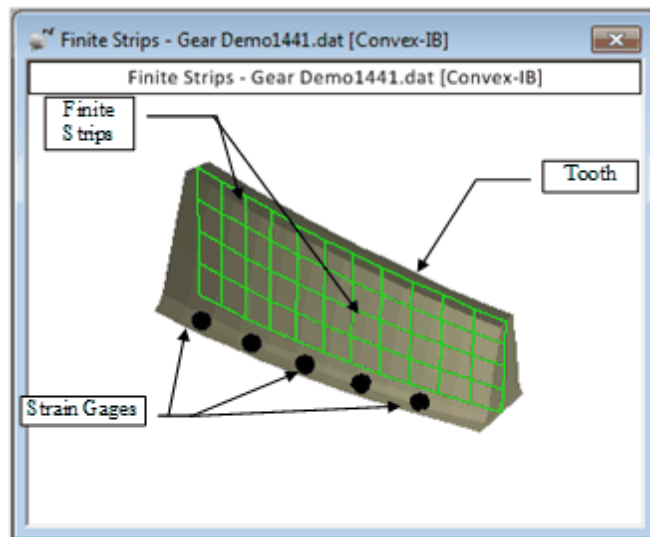 Finite Strips - Gear Demo1441.dat [Convex-IB]
Finite Strips - Gear Demo1441.dat [Convex-IB]
Finite
Strips
Tooth
Strain Gages